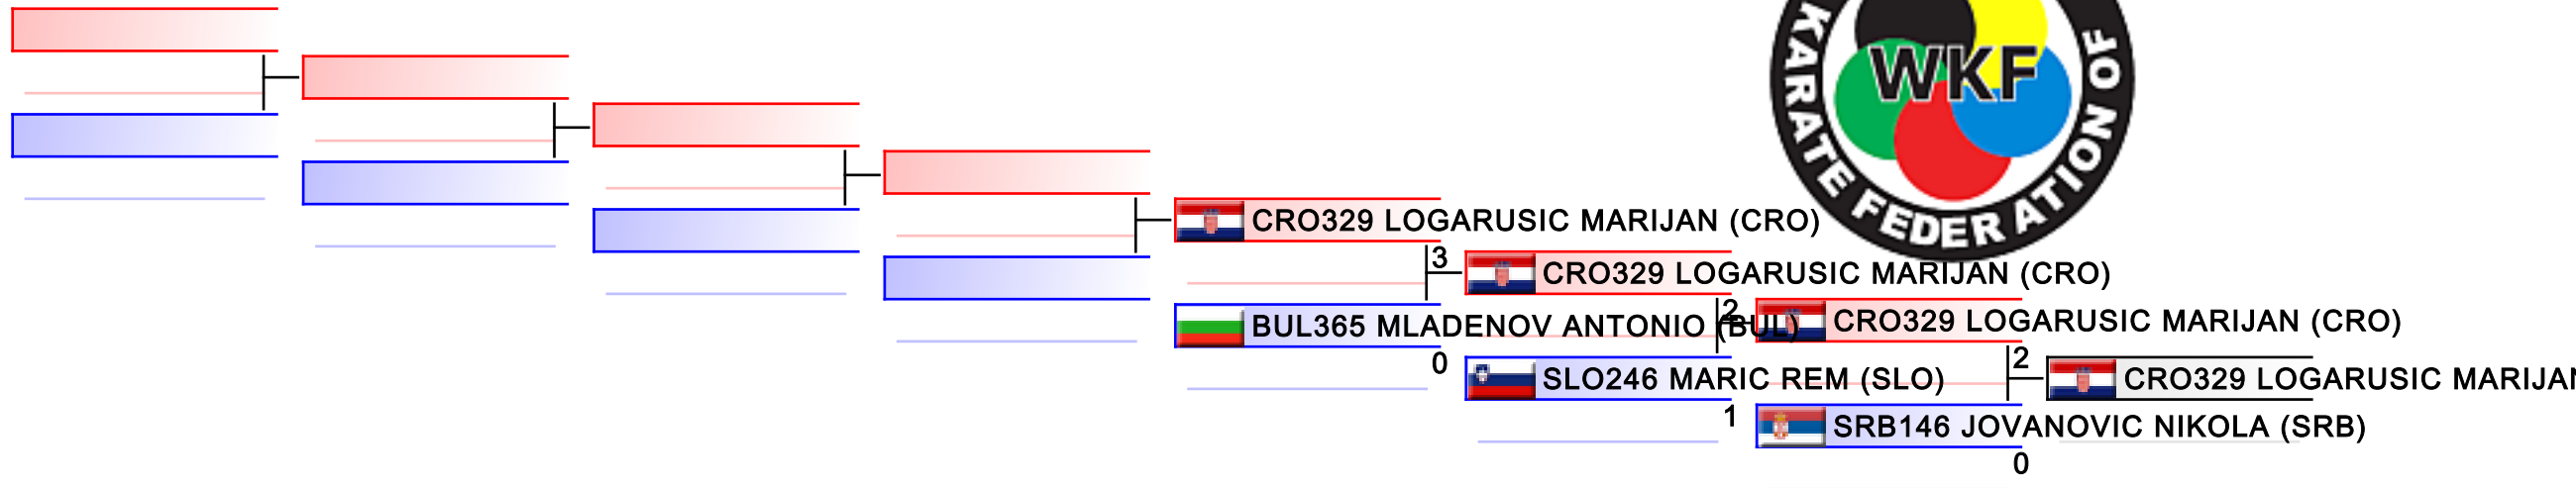 WKF
KARATE FEDERATION OF
CRO329 LOGARUSIC MARIJAN (CRO)
3
CRO329 LOGARUSIC MARIJAN (CRO)
BUL365 MLADENOV ANTONIO (BUL)
0
2
CRO329 LOGARUSIC MARIJAN (CRO)
SLO246 MARIC REM (SLO)
1
2
CRO329 LOGARUSIC MARIJAN
SRB146 JOVANOVIC NIKOLA (SRB)
0